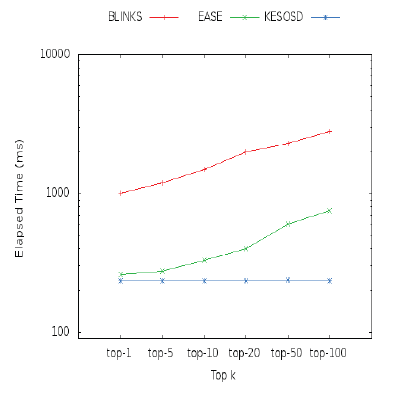 BLINKS EASE KESOSD
10000
1000
100
Elapsed Time (ms)
top-1 top-5 top-10 top-20 top-50 top-100
Top k